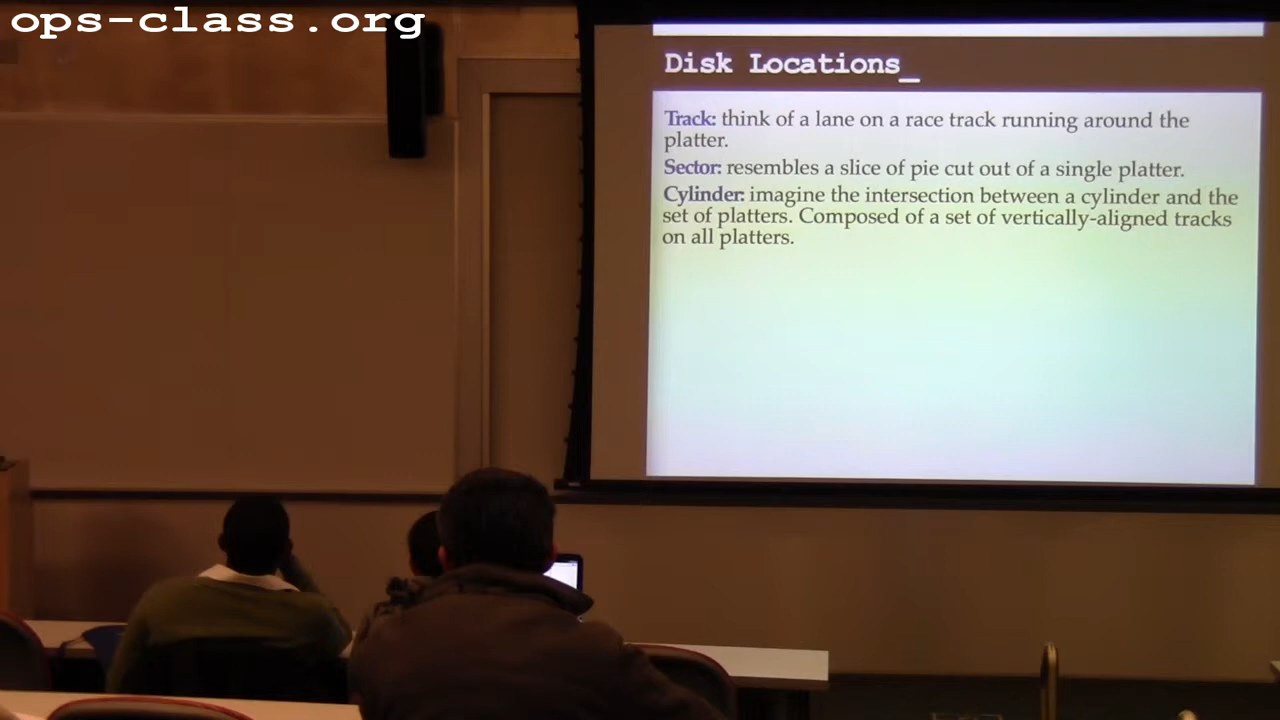 ops-class.org
Disk Locations_
Track: think of a lane on a race track running around the
platter.
Sector: resembles a slice of pie cut out of a single platter.
Cylinder: imagine the intersection between a cylinder and the
set of platters. Composed of a set of vertically-aligned tracks
on all platters.